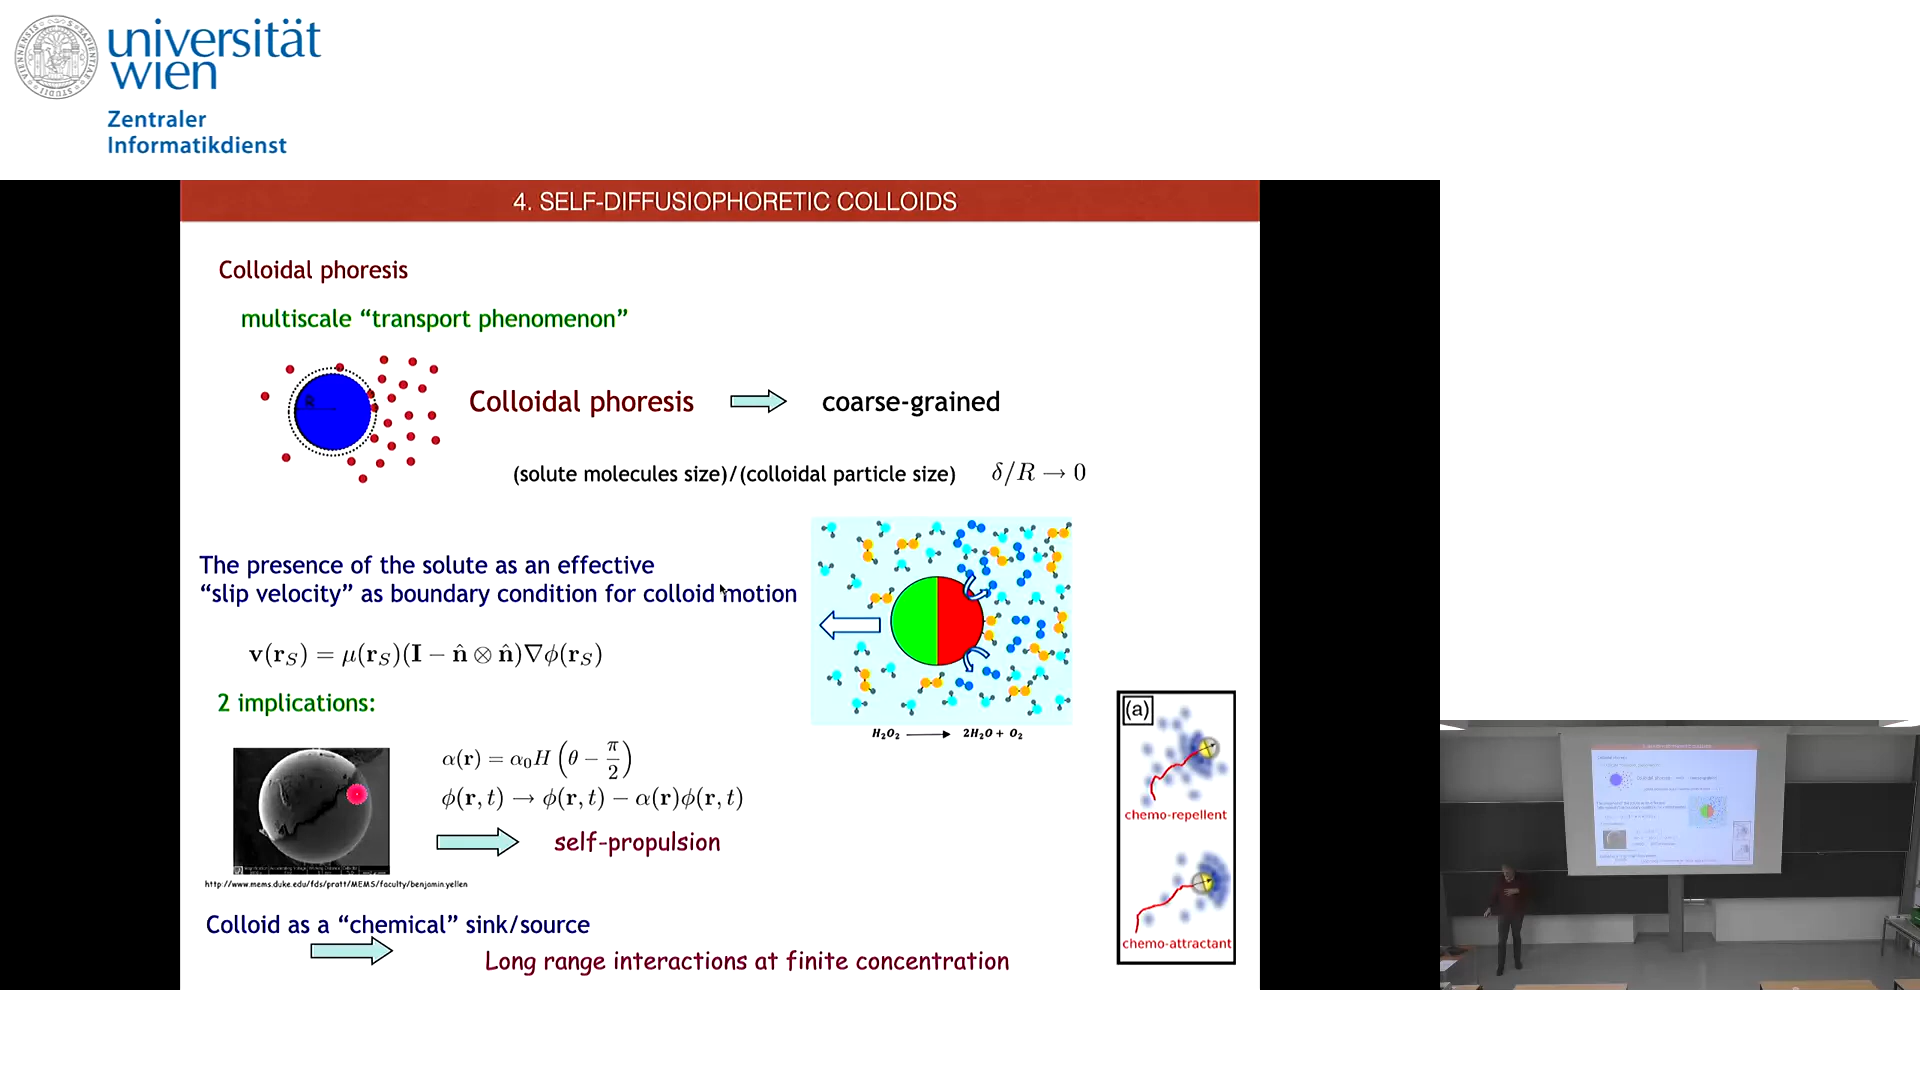 universität
wien
Zentraler
Informatikdienst
4. SELF-DIFFUSIOPHORETIC COLLOIDS
Colloidal phoresis
multiscale “transport phenomenon”
R
Colloidal phoresis
coarse-grained
(solute molecules size)/(colloidal particle size) δ/R → 0
The presence of the solute as an effective
“slip velocity” as boundary condition for colloid motion
v(r_S) = μ(r_S)(I − n̂ ⊗ n̂)∇ϕ(r_S)
2 implications:
H₂O₂ ⟶ 2H₂O + O₂
α(r) = α₀H(θ − π/2)
ϕ(r, t) → ϕ(r, t) − α(r)ϕ(r, t)
self-propulsion
http://www.mems.duke.edu/fds/pratt/MEMS/faculty/benjamin.yellen
(a)
chemo-repellent
chemo-attractant
Colloid as a “chemical” sink/source
Long range interactions at finite concentration